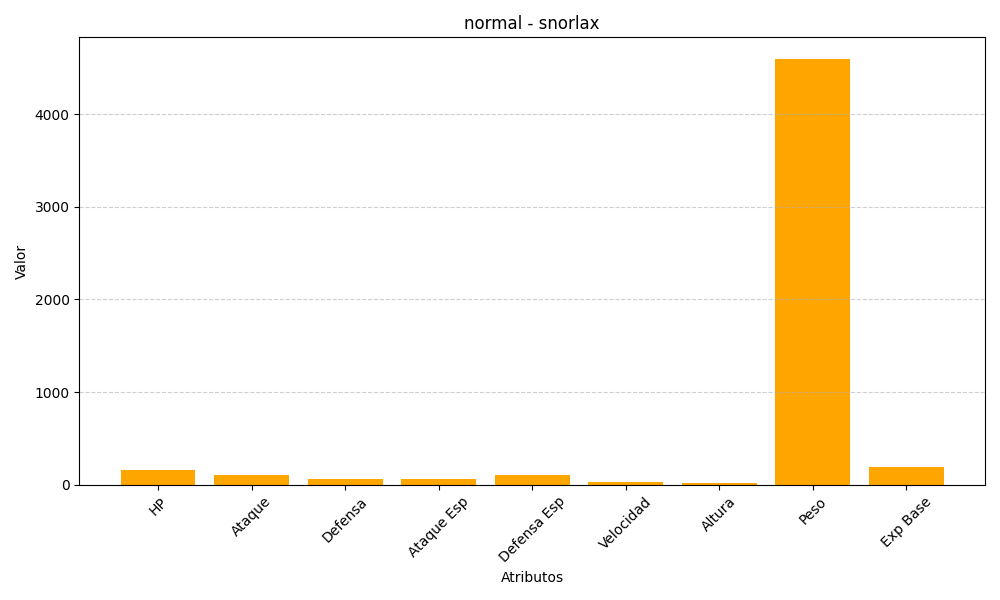 normal - snorlax
Valor
4000
3000
2000
1000
0
HP
Ataque
Defensa
Ataque Esp
Defensa Esp
Velocidad
Altura
Peso
Exp Base
Atributos